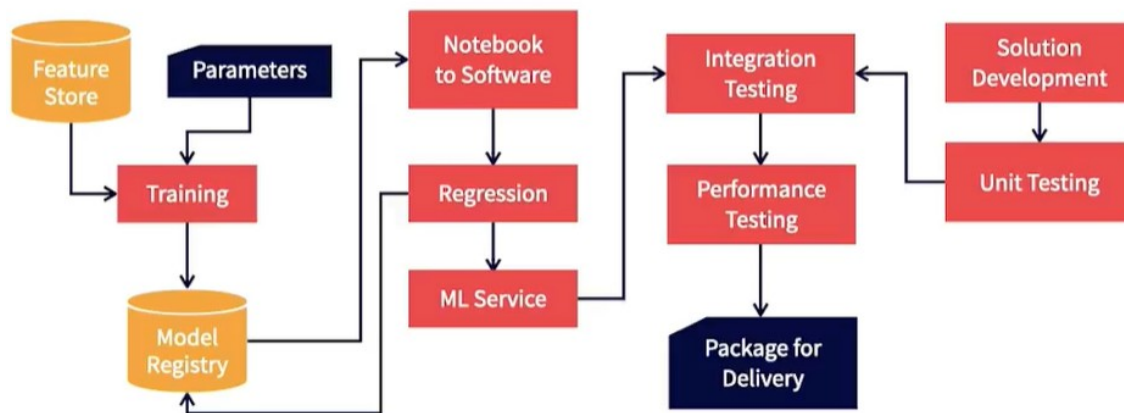 Feature
Store
Parameters
Training
Model
Registry
Notebook
to Software
Regression
ML Service
Integration
Testing
Performance
Testing
Package for
Delivery
Solution
Development
Unit Testing